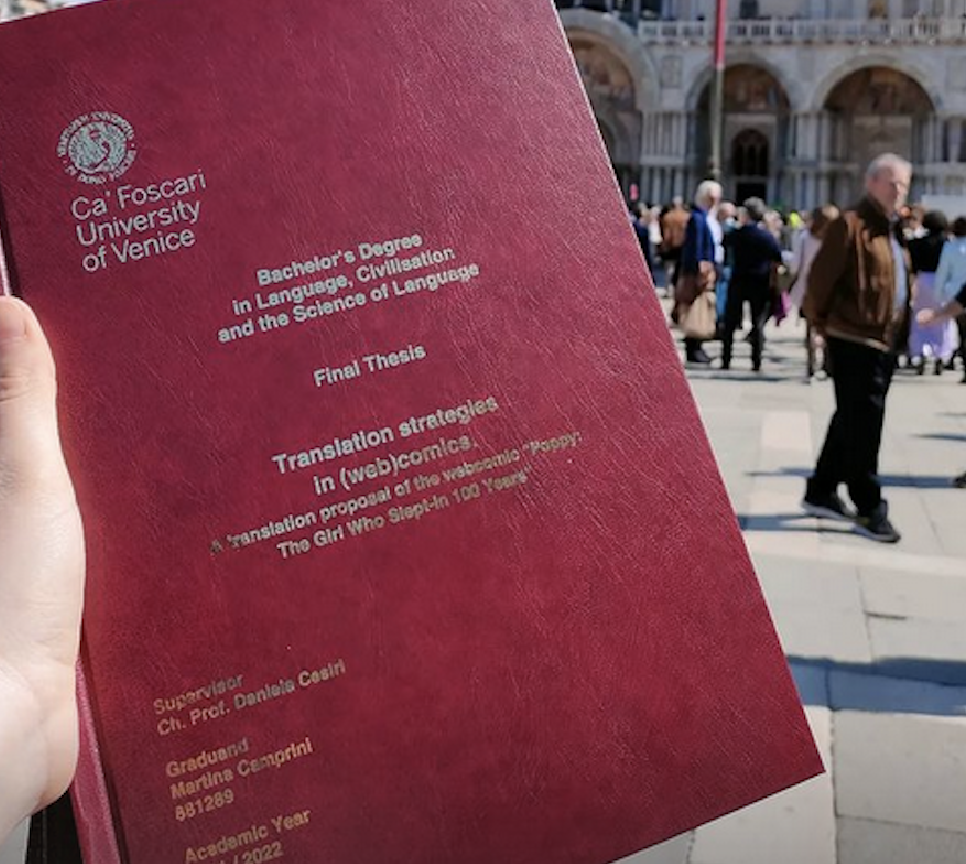 Ca' Foscari
University
of Venice
Bachelor's Degree
in Language, Civilisation
and the Science of Language
Final Thesis
Translation strategies
in (web)comics.
A translation proposal of the webcomic "Poppy:
The Girl Who Slept-In 100 Years"
Supervisor
Ch. Prof. Daniela Cesiri
Graduand
Martina Camprini
881289
Academic Year
/ 2022